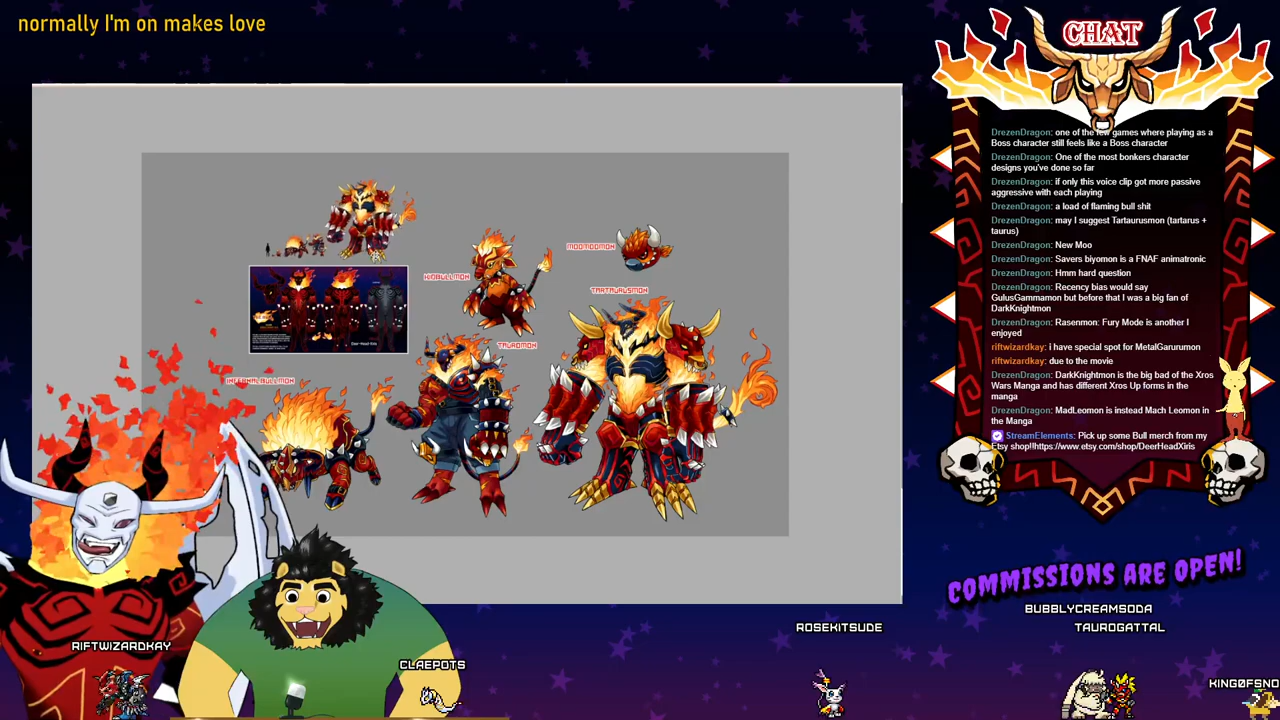 normally I'm on makes love
CHAT
DrezenDragon: one of the few games where playing as a
Boss character still feels like a Boss character
DrezenDragon: One of the most bonkers character
designs you've done so far
DrezenDragon: if only this voice clip got more passive
aggressive with each playing
DrezenDragon: a load of flaming bull shit
DrezenDragon: may I suggest Tartaurusmon (tartarus +
taurus)
DrezenDragon: New Moo
DrezenDragon: Savers biyomon is a FNAF animatronic
DrezenDragon: Hmm hard question
DrezenDragon: Recency bias would say
GulusGammamon but before that I was a big fan of
DarkKnightmon
DrezenDragon: Rasenmon: Fury Mode is another I
enjoyed
riftwizardkay: i have special spot for MetalGarurumon
riftwizardkay: due to the movie
DrezenDragon: DarkKnightmon is the big bad of the Xros
Wars Manga and has different Xros Up forms in the
manga
DrezenDragon: MadLeomon is instead Mach Leomon in
the Manga
StreamElements: Pick up some Bull merch from my
Etsy shop!!https://www.etsy.com/shop/DeerHeadXiris
MOOMOOMON
KIDBULLMON
TARTAURUSMON
TAUROMON
INFERNALBULLMON
COMMISSIONS ARE OPEN!
BUBBLYCREAMSODA
TAUROGATTAL
ROSEKITSUDE
RIFTWIZARDKAY
CLAEPOTS
KING0FSNO